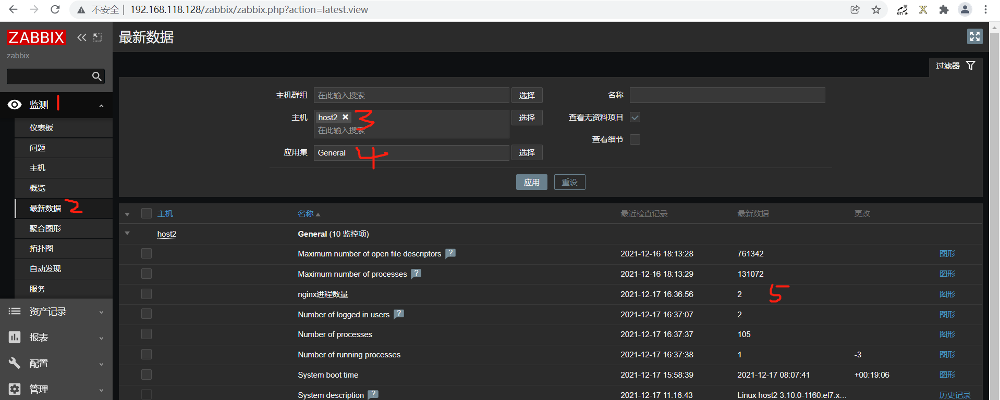 不安全 | 192.168.118.128/zabbix/zabbix.php?action=latest.view
英
en
ZABBIX
zabbix
最新数据
过滤器
监测 1
仪表板
问题
主机
概览
最新数据 2
聚合图形
拓扑图
自动发现
服务
资产记录
报表
配置
管理
主机群组 在此输入搜索 选择 名称
主机 host2 ✖ 3 选择 查看无资料项目
在此输入搜索
查看细节
应用集 General 4 选择
应用 重设
主机 名称 最近检查记录 最新数据 更改
host2 General (10 监控项)
Maximum number of open file descriptors ? 2021-12-16 18:13:28 761342 图形
Maximum number of processes ? 2021-12-16 18:13:29 131072 图形
nginx进程数量 2021-12-17 16:36:56 2 5 图形
Number of logged in users ? 2021-12-17 16:37:07 2 图形
Number of processes 2021-12-17 16:37:37 105 图形
Number of running processes 2021-12-17 16:37:38 1 -3 图形
System boot time 2021-12-17 15:58:39 2021-12-17 08:07:41 +00:19:06 图形
System description ? 2021-12-17 11:16:43 Linux host2 3.10.0-1160.el7.x... 历史记录